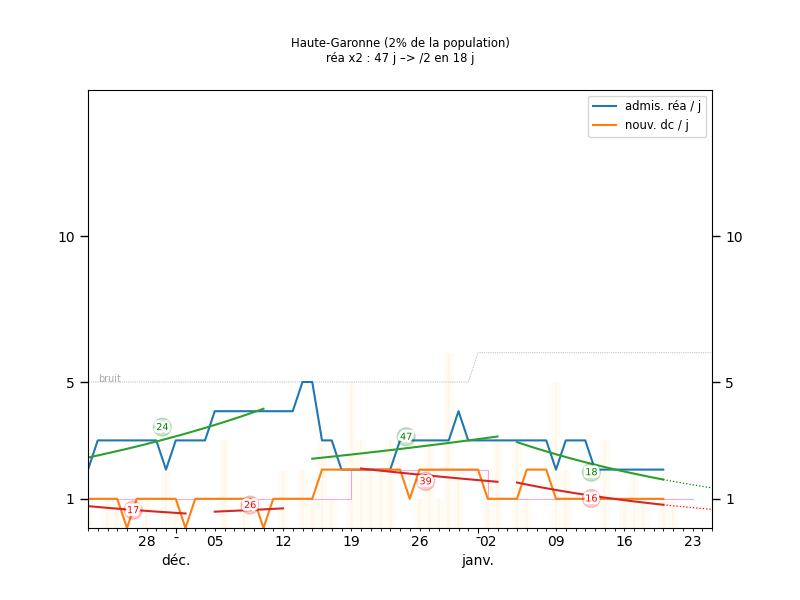 Haute-Garonne (2% de la population)
réa x2 : 47 j –> /2 en 18 j
admis. réa / j
nouv. dc / j
10 10
bruit
5 5
24 47 18
39 16
17 26
1 1
28 - 05 12 19 26 -02 09 16 23
déc. janv.